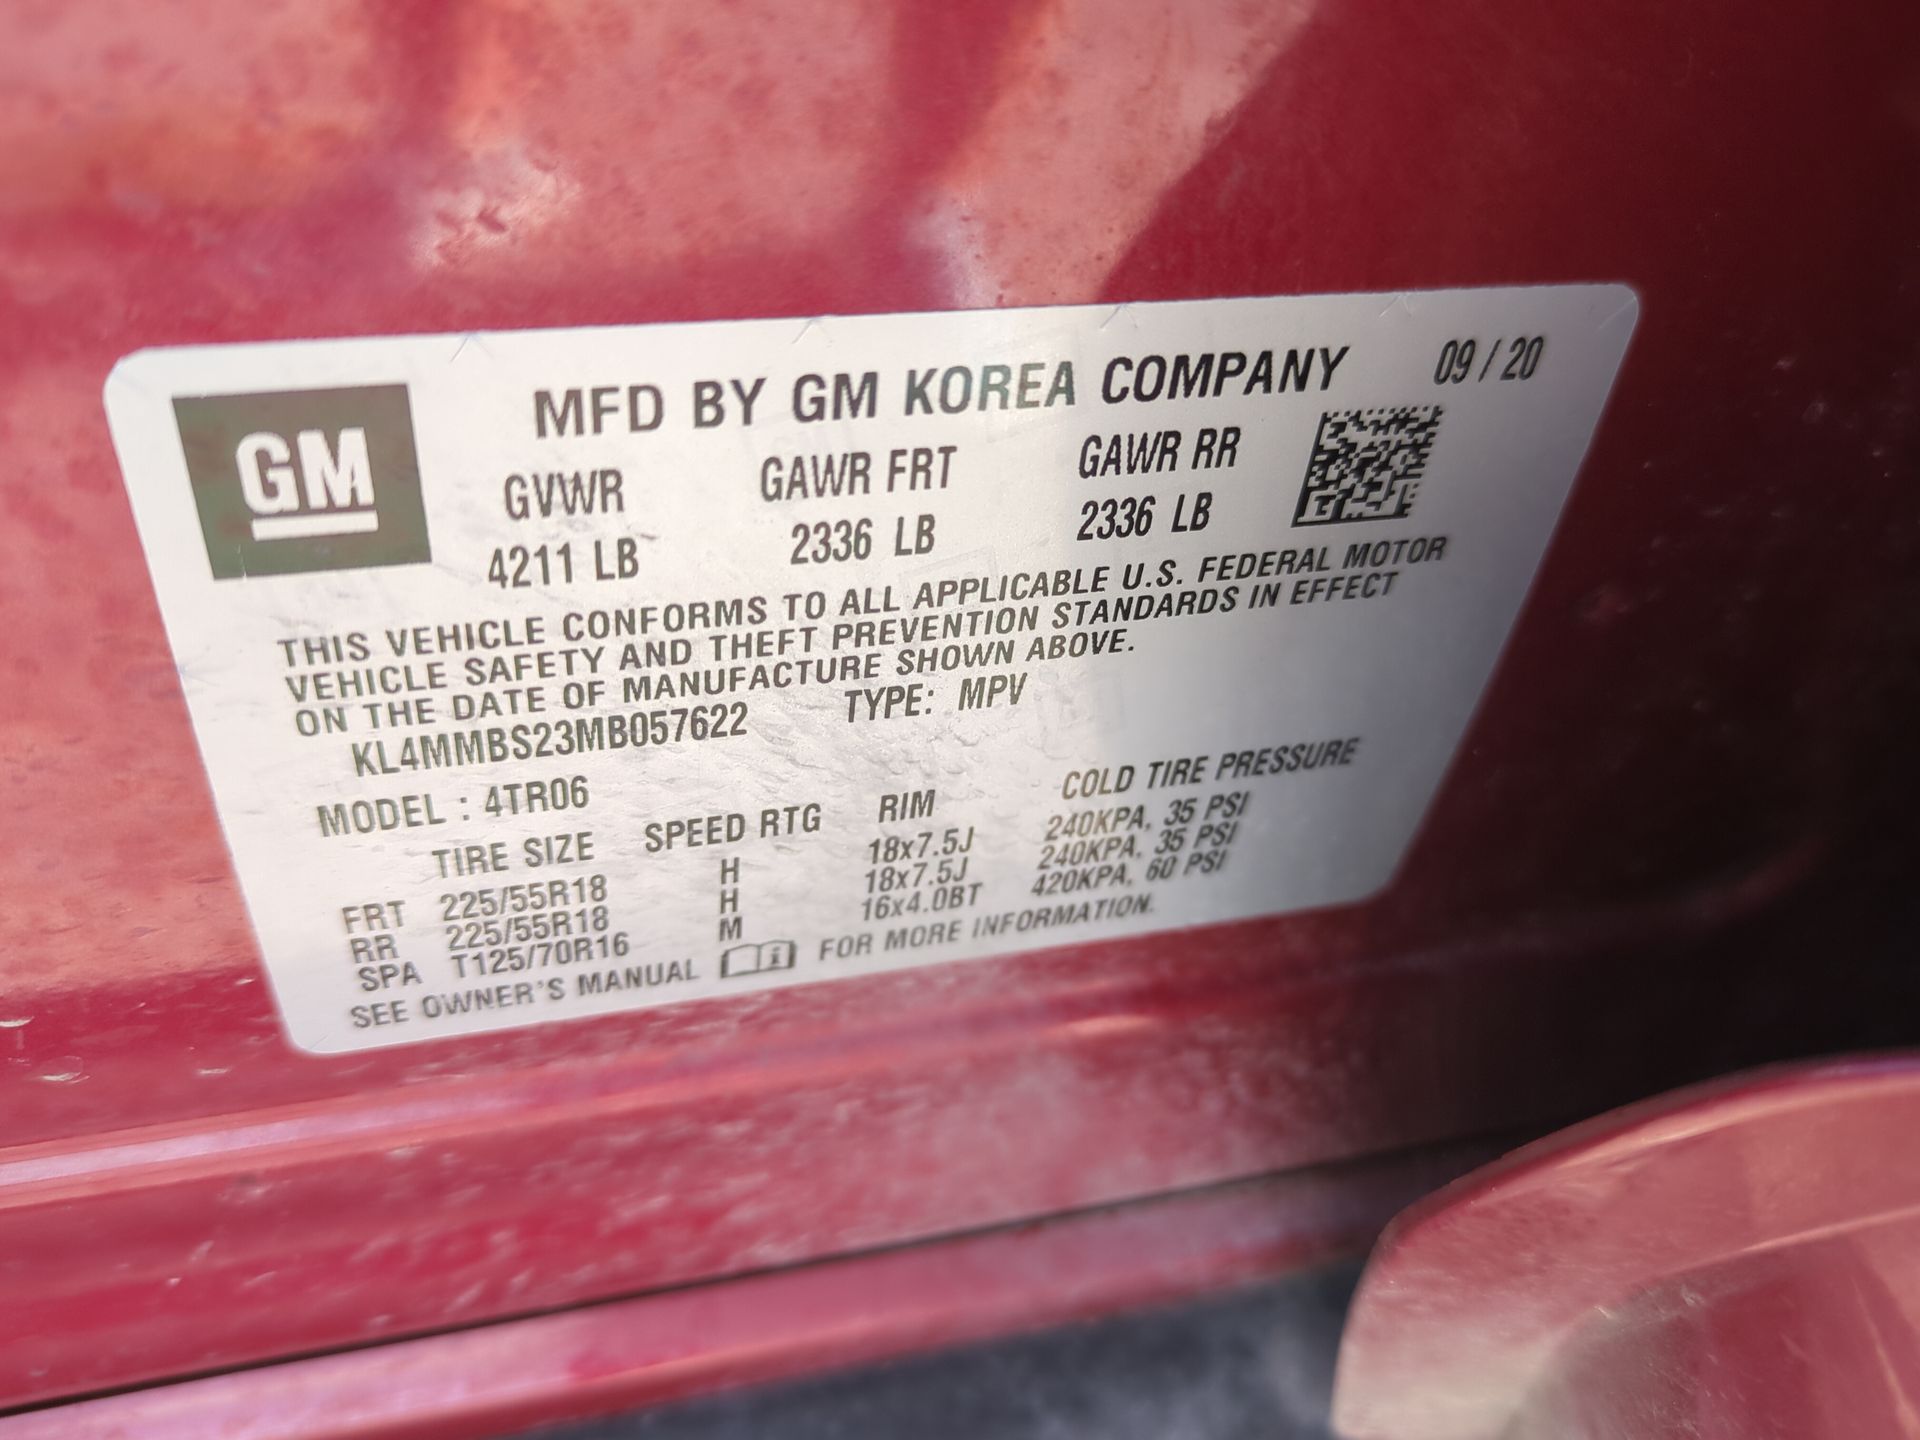 GM
MFD BY GM KOREA COMPANY 09 / 20
GVWR GAWR FRT GAWR RR
4211 LB 2336 LB 2336 LB
THIS VEHICLE CONFORMS TO ALL APPLICABLE U.S. FEDERAL MOTOR
VEHICLE SAFETY AND THEFT PREVENTION STANDARDS IN EFFECT
ON THE DATE OF MANUFACTURE SHOWN ABOVE.
KL4MMBS23MB057622 TYPE: MPV
MODEL : 4TR06
TIRE SIZE SPEED RTG RIM COLD TIRE PRESSURE
FRT 225/55R18 H 18x7.5J 240KPA, 35 PSI
RR 225/55R18 H 18x7.5J 240KPA, 35 PSI
SPA T125/70R16 M 16x4.0BT 420KPA, 60 PSI
SEE OWNER'S MANUAL FOR MORE INFORMATION.